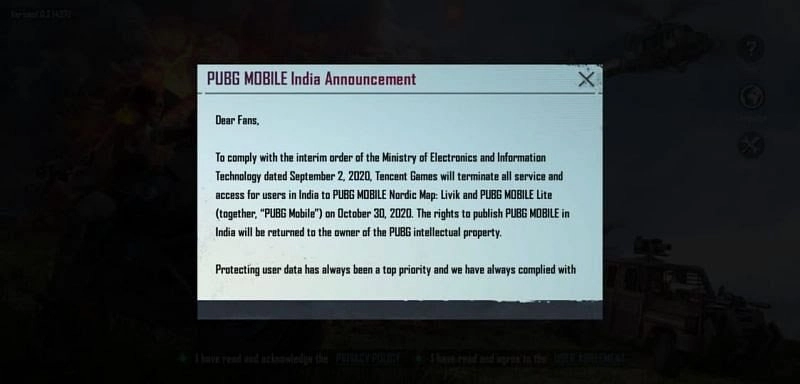 PUBG MOBILE India Announcement
Dear Fans,
To comply with the interim order of the Ministry of Electronics and Information
Technology dated September 2, 2020, Tencent Games will terminate all service and
access for users in India to PUBG MOBILE Nordic Map: Livik and PUBG MOBILE Lite
(together, “PUBG Mobile”) on October 30, 2020. The rights to publish PUBG MOBILE in
India will be returned to the owner of the PUBG intellectual property.
Protecting user data has always been a top priority and we have always complied with
I have read and acknowledge the PRIVACY POLICY I have read and agree to the USER AGREEMENT